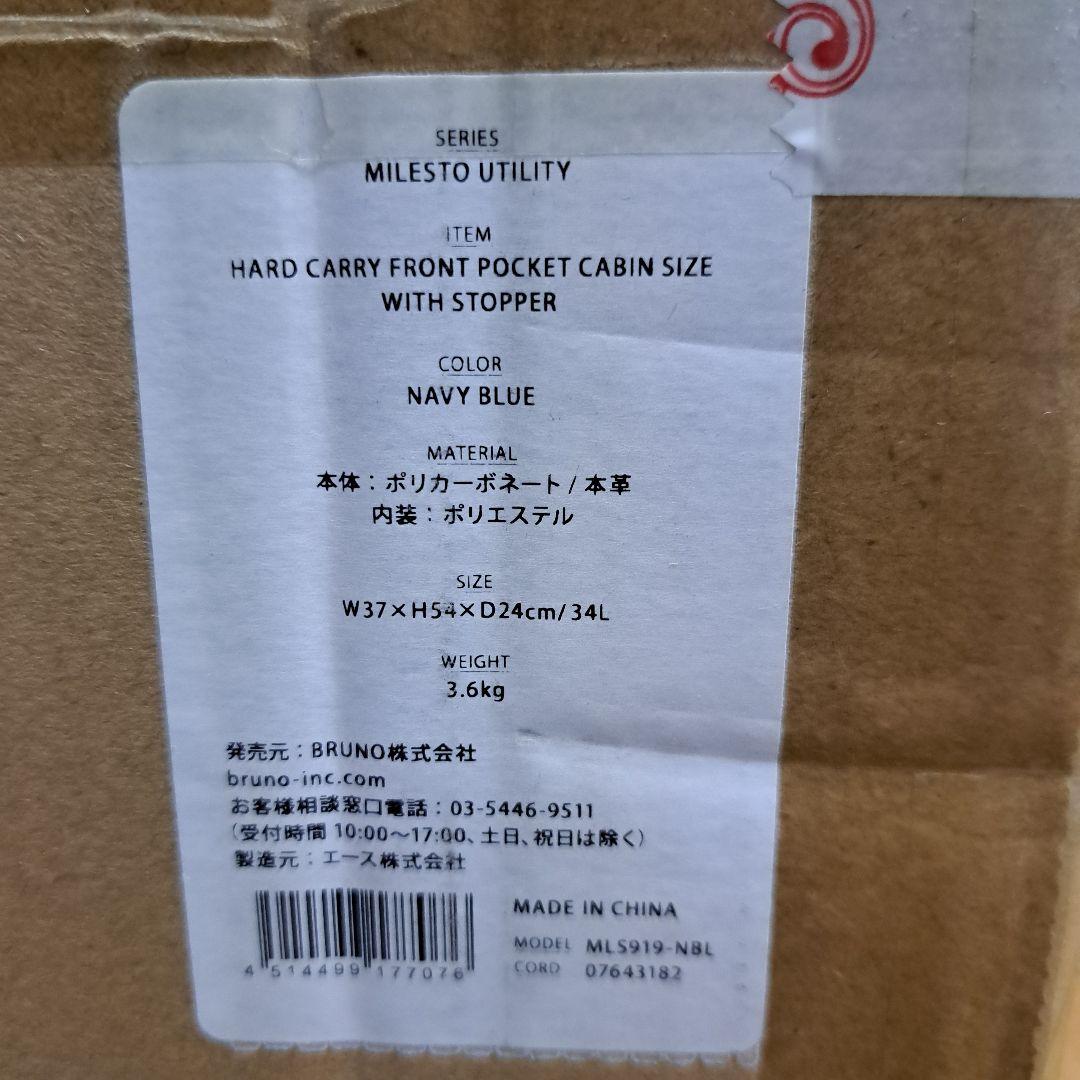 SERIES
MILESTO UTILITY
ITEM
HARD CARRY FRONT POCKET CABIN SIZE
WITH STOPPER
COLOR
NAVY BLUE
MATERIAL
本体：ポリカーボネート / 本革
内装：ポリエステル
SIZE
W37×H54×D24cm/34L
WEIGHT
3.6kg
発売元：BRUNO株式会社
bruno-inc.com
お客様相談窓口電話：03-5446-9511
（受付時間 10:00〜17:00、土日、祝日は除く）
製造元：エース株式会社
MADE IN CHINA
MODEL MLS919-NBL
CORD 07643182
4 514499 177076